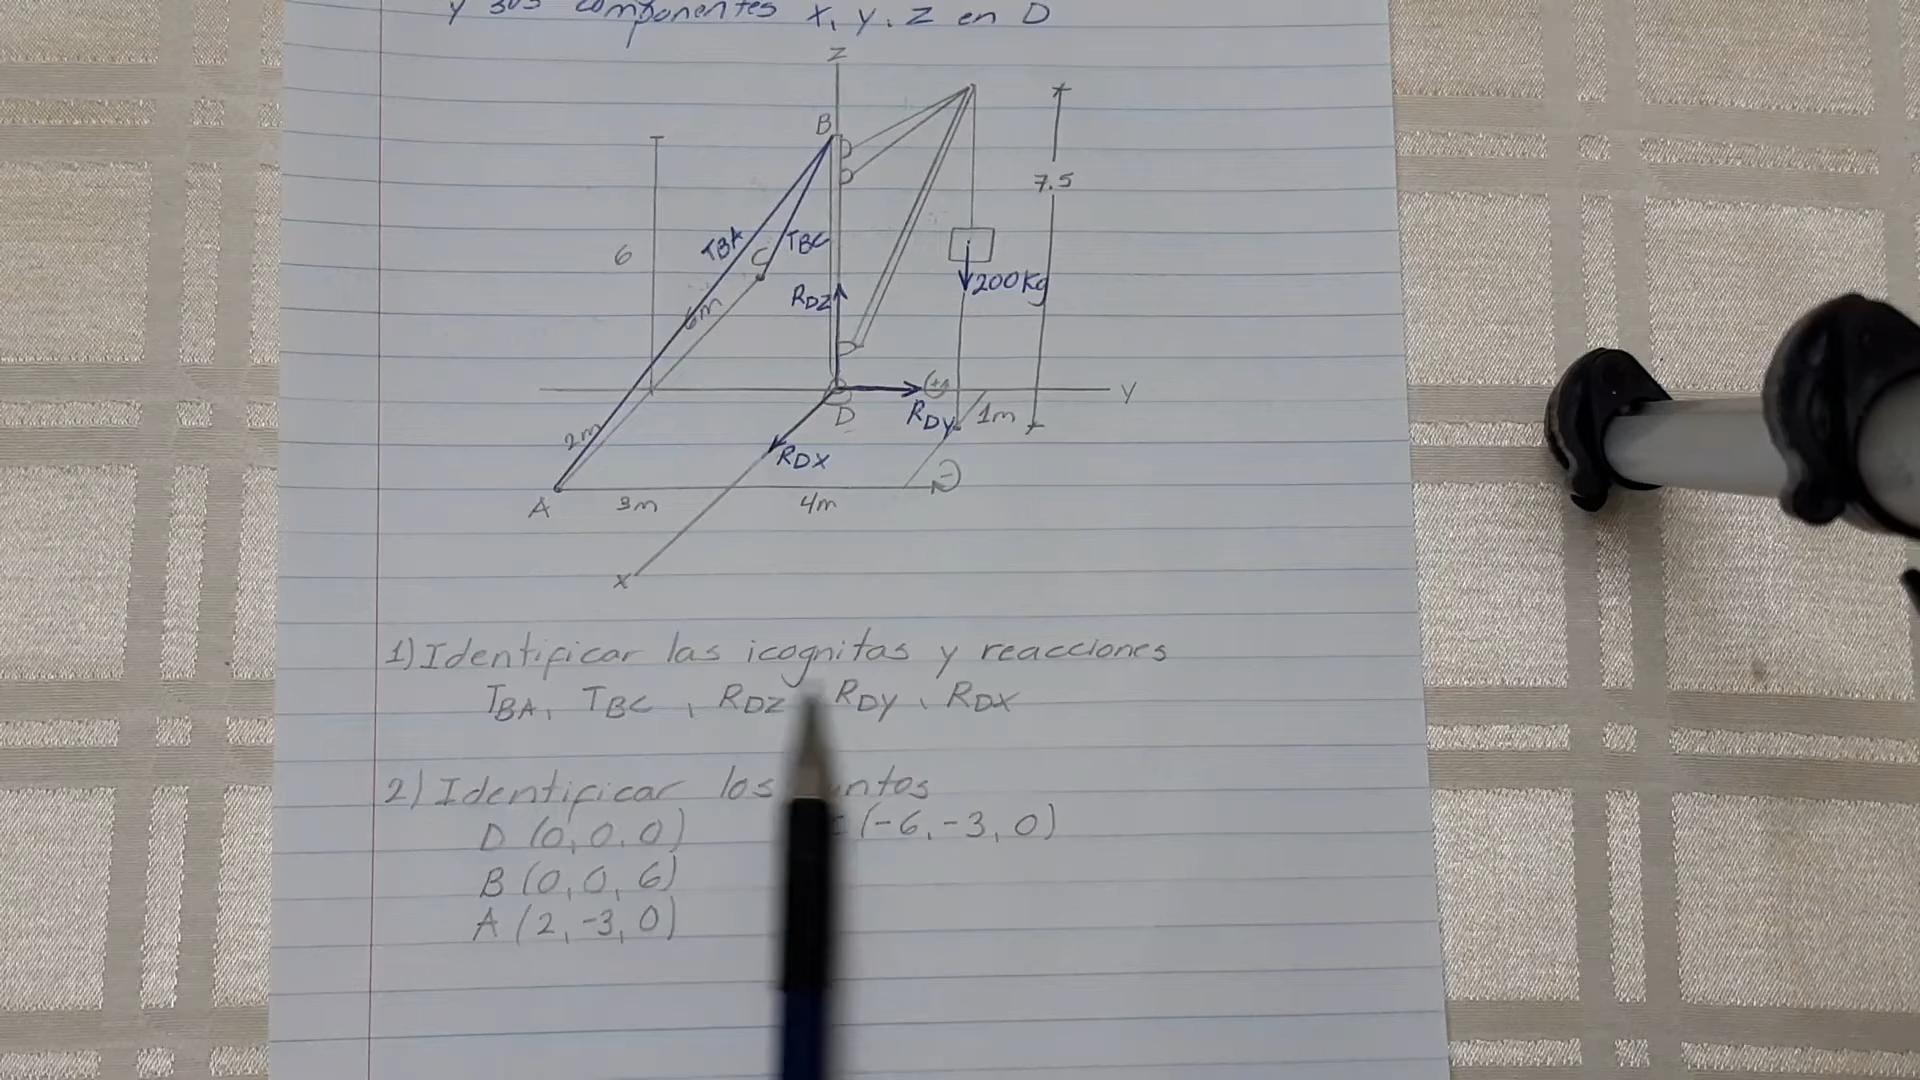 y sus componentes x, y, z en D
z
B
7.5
TBA
TBC
C
6
RDZ
200Kg
6m
Y
D
RDY
1m
2m
RDX
A
3m
4m
x
1) Identificar las icognitas y reacciones
TBA, TBC, RDZ RDY, RDX
2) Identificar los
D (0, 0, 0) (-6, -3, 0)
B (0, 0, 6)
A (2, -3, 0)